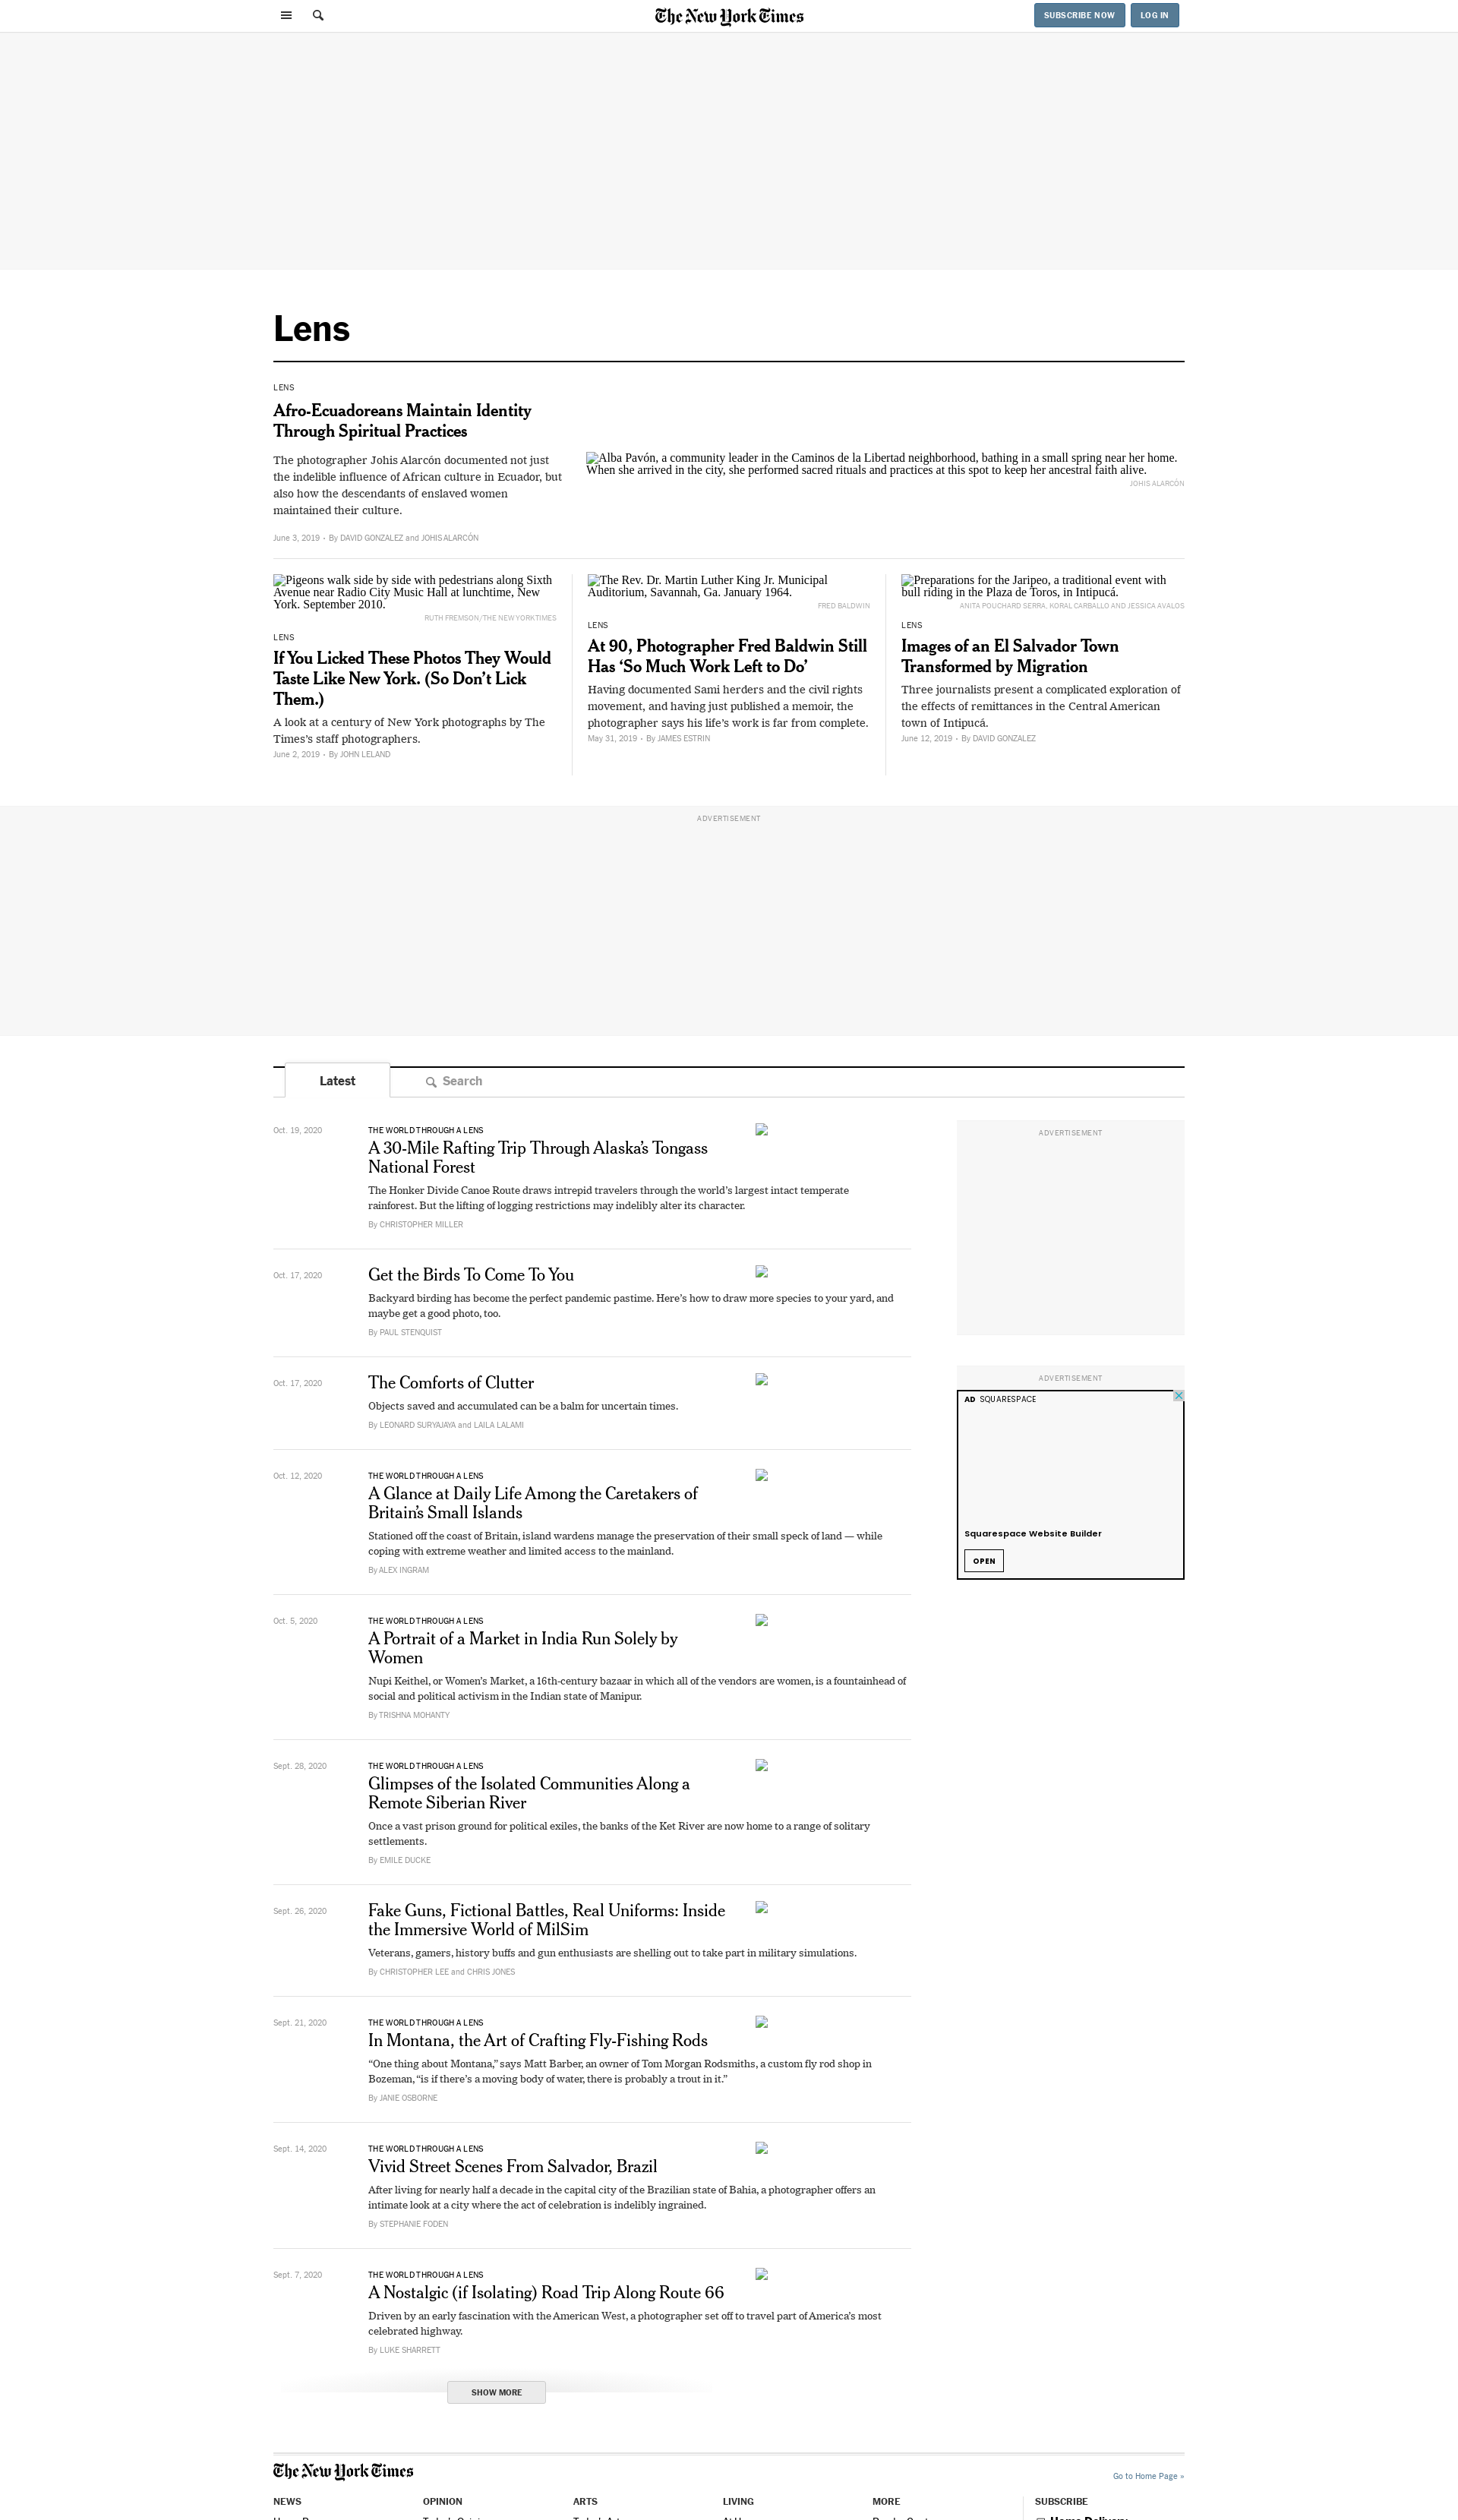 The New York Times
SUBSCRIBE NOW
LOG IN
Lens
LENS
Afro-Ecuadoreans Maintain Identity
Through Spiritual Practices
The photographer Johis Alarcón documented not just
the indelible influence of African culture in Ecuador, but
also how the descendants of enslaved women
maintained their culture.
June 3, 2019 • By DAVID GONZALEZ and JOHIS ALARCÓN
Alba Pavón, a community leader in the Caminos de la Libertad neighborhood, bathing in a small spring near her home.
When she arrived in the city, she performed sacred rituals and practices at this spot to keep her ancestral faith alive.
JOHIS ALARCÓN
Pigeons walk side by side with pedestrians along Sixth
Avenue near Radio City Music Hall at lunchtime, New
York. September 2010.
RUTH FREMSON/THE NEW YORK TIMES
LENS
If You Licked These Photos They Would
Taste Like New York. (So Don’t Lick
Them.)
A look at a century of New York photographs by The
Times’s staff photographers.
June 2, 2019 • By JOHN LELAND
The Rev. Dr. Martin Luther King Jr. Municipal
Auditorium, Savannah, Ga. January 1964.
FRED BALDWIN
LENS
At 90, Photographer Fred Baldwin Still
Has ‘So Much Work Left to Do’
Having documented Sami herders and the civil rights
movement, and having just published a memoir, the
photographer says his life’s work is far from complete.
May 31, 2019 • By JAMES ESTRIN
Preparations for the Jaripeo, a traditional event with
bull riding in the Plaza de Toros, in Intipucá.
ANITA POUCHARD SERRA, KORAL CARBALLO AND JESSICA AVALOS
LENS
Images of an El Salvador Town
Transformed by Migration
Three journalists present a complicated exploration of
the effects of remittances in the Central American
town of Intipucá.
June 12, 2019 • By DAVID GONZALEZ
ADVERTISEMENT
Latest
Search
Oct. 19, 2020
THE WORLD THROUGH A LENS
A 30-Mile Rafting Trip Through Alaska’s Tongass
National Forest
The Honker Divide Canoe Route draws intrepid travelers through the world’s largest intact temperate
rainforest. But the lifting of logging restrictions may indelibly alter its character.
By CHRISTOPHER MILLER
Oct. 17, 2020
Get the Birds To Come To You
Backyard birding has become the perfect pandemic pastime. Here’s how to draw more species to your yard, and
maybe get a good photo, too.
By PAUL STENQUIST
Oct. 17, 2020
The Comforts of Clutter
Objects saved and accumulated can be a balm for uncertain times.
By LEONARD SURYAJAYA and LAILA LALAMI
Oct. 12, 2020
THE WORLD THROUGH A LENS
A Glance at Daily Life Among the Caretakers of
Britain’s Small Islands
Stationed off the coast of Britain, island wardens manage the preservation of their small speck of land — while
coping with extreme weather and limited access to the mainland.
By ALEX INGRAM
Oct. 5, 2020
THE WORLD THROUGH A LENS
A Portrait of a Market in India Run Solely by
Women
Nupi Keithel, or Women’s Market, a 16th-century bazaar in which all of the vendors are women, is a fountainhead of
social and political activism in the Indian state of Manipur.
By TRISHNA MOHANTY
Sept. 28, 2020
THE WORLD THROUGH A LENS
Glimpses of the Isolated Communities Along a
Remote Siberian River
Once a vast prison ground for political exiles, the banks of the Ket River are now home to a range of solitary
settlements.
By EMILE DUCKE
Sept. 26, 2020
Fake Guns, Fictional Battles, Real Uniforms: Inside
the Immersive World of MilSim
Veterans, gamers, history buffs and gun enthusiasts are shelling out to take part in military simulations.
By CHRISTOPHER LEE and CHRIS JONES
Sept. 21, 2020
THE WORLD THROUGH A LENS
In Montana, the Art of Crafting Fly-Fishing Rods
“One thing about Montana,” says Matt Barber, an owner of Tom Morgan Rodsmiths, a custom fly rod shop in
Bozeman, “is if there’s a moving body of water, there is probably a trout in it.”
By JANIE OSBORNE
Sept. 14, 2020
THE WORLD THROUGH A LENS
Vivid Street Scenes From Salvador, Brazil
After living for nearly half a decade in the capital city of the Brazilian state of Bahia, a photographer offers an
intimate look at a city where the act of celebration is indelibly ingrained.
By STEPHANIE FODEN
Sept. 7, 2020
THE WORLD THROUGH A LENS
A Nostalgic (if Isolating) Road Trip Along Route 66
Driven by an early fascination with the American West, a photographer set off to travel part of America’s most
celebrated highway.
By LUKE SHARRETT
SHOW MORE
ADVERTISEMENT
ADVERTISEMENT
AD SQUARESPACE
Squarespace Website Builder
OPEN
The New York Times
Go to Home Page »
NEWS
OPINION
ARTS
LIVING
MORE
SUBSCRIBE